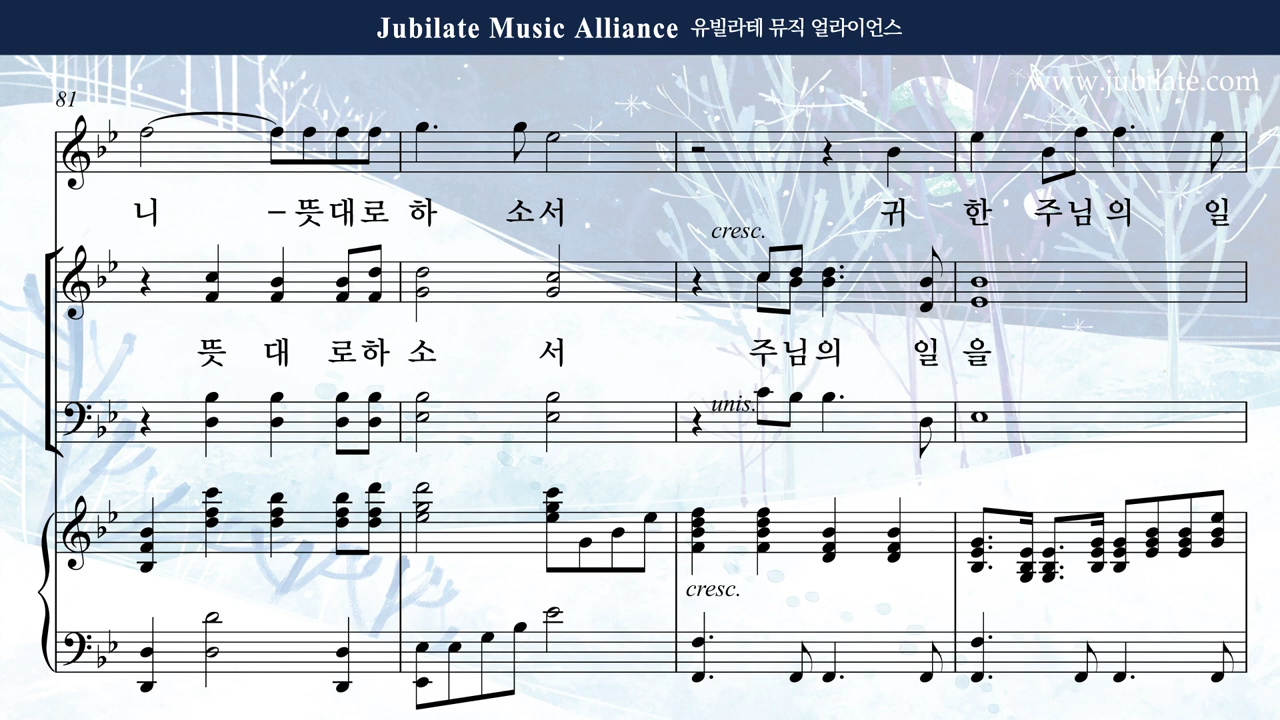 Jubilate Music Alliance 유빌라테 뮤직 얼라이언스
www.jubilate.com
81
니 –뜻대로 하 소서 귀 한 주님의 일
cresc.
뜻 대 로하 소 서 주님의 일 을
unis.
cresc.